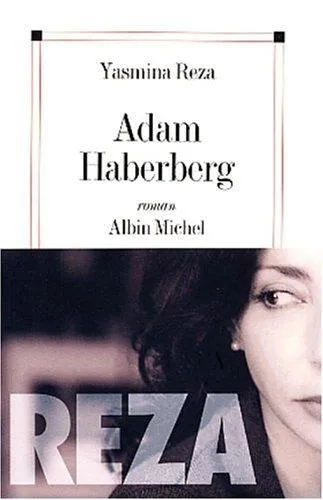 Yasmina Reza
Adam
Haberberg
roman
Albin Michel
REZA